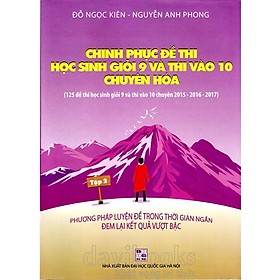 ĐỖ NGỌC KIÊN - NGUYỄN ANH PHONG
CHINH PHỤC ĐỀ THI
HỌC SINH GIỎI 9 VÀ THI VÀO 10
CHUYÊN HÓA
(125 đề thi học sinh giỏi 9 và thi vào 10 chuyên 2015 - 2016 - 2017)
Tập 2
PHƯƠNG PHÁP LUYỆN ĐỀ TRONG THỜI GIAN NGẮN
ĐEM LẠI KẾT QUẢ VƯỢT BẬC
NHÀ XUẤT BẢN ĐẠI HỌC QUỐC GIA HÀ NỘI